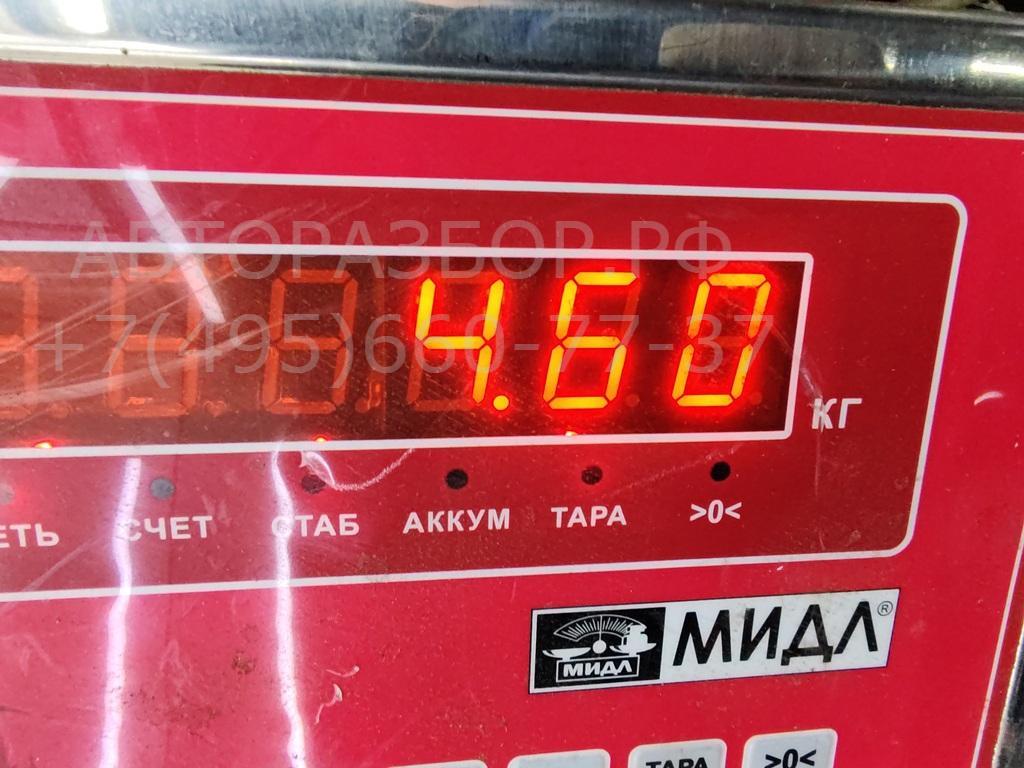 АВТОРАЗБОР.РФ
+7(495)660-77-37
4.60
КГ
ЕТЬ СЧЕТ СТАБ АККУМ ТАРА >0<
МИДЛ МИДЛ®
ТАРА >0<